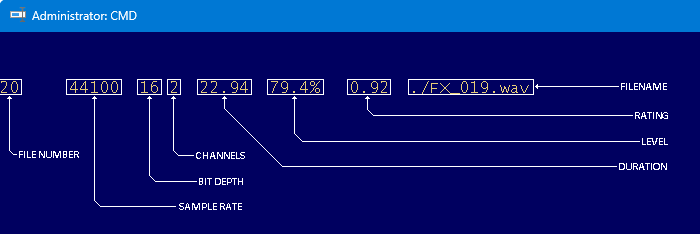 Administrator: CMD
20 44100 16 2 22.94 79.4% 0.92 ./FX_019.wav
FILENAME
RATING
LEVEL
FILE NUMBER
CHANNELS
DURATION
BIT DEPTH
SAMPLE RATE